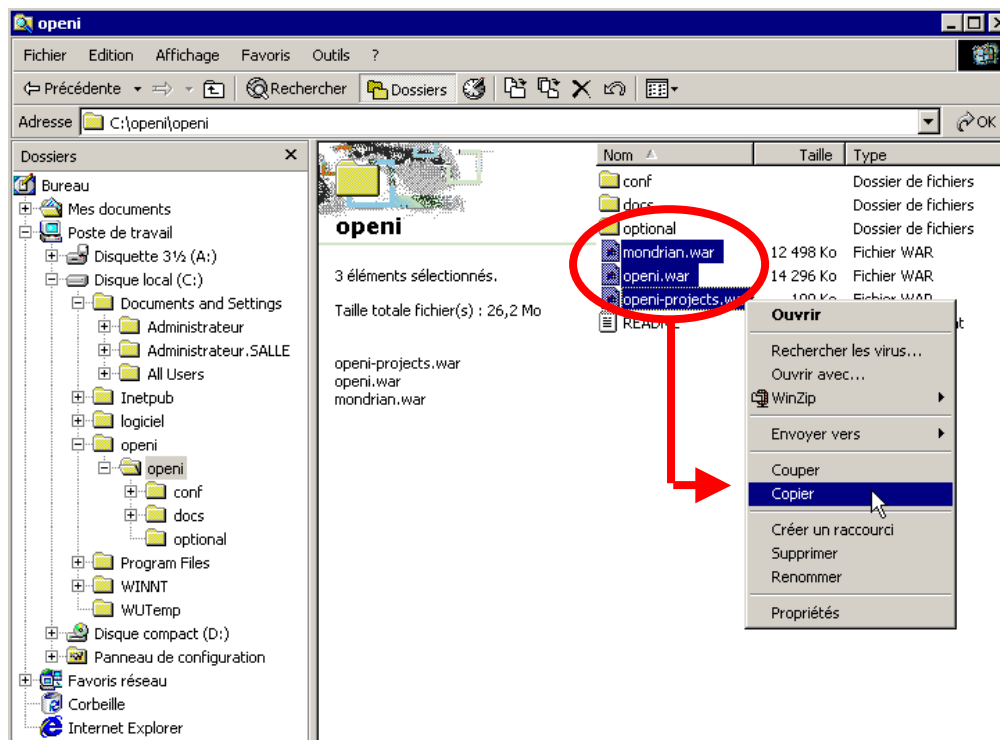 openi
Fichier Edition Affichage Favoris Outils ?
Précédente Rechercher Dossiers
Adresse C:\openi\openi OK
Dossiers
Bureau
Mes documents
Poste de travail
Disquette 3½ (A:)
Disque local (C:)
Documents and Settings
Administrateur
Administrateur.SALLE
All Users
Inetpub
logiciel
openi
openi
conf
docs
optional
Program Files
WINNT
WUTemp
Disque compact (D:)
Panneau de configuration
Favoris réseau
Corbeille
Internet Explorer
openi
3 éléments sélectionnés.
Taille totale fichier(s) : 26,2 Mo
openi-projects.war
openi.war
mondrian.war
Nom Taille Type
conf Dossier de fichiers
docs Dossier de fichiers
optional Dossier de fichiers
mondrian.war 12 498 Ko Fichier WAR
openi.war 14 296 Ko Fichier WAR
openi-projects.w Ko Fichier WAR
README
Ouvrir
Rechercher les virus...
Ouvrir avec...
WinZip
Envoyer vers
Couper
Copier
Créer un raccourci
Supprimer
Renommer
Propriétés